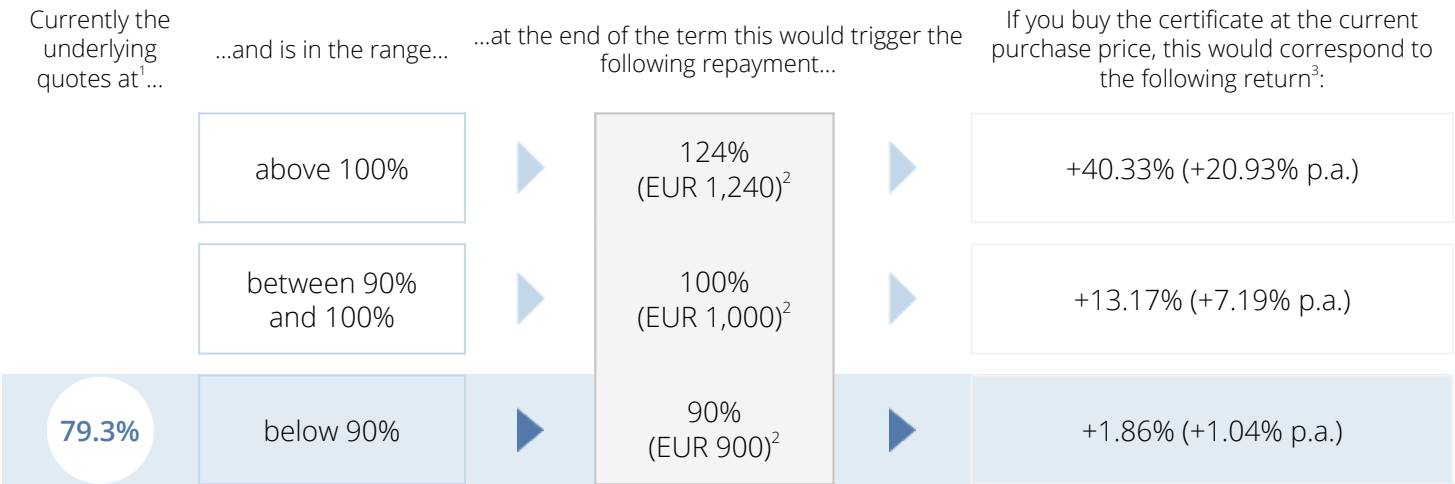 Currently the
underlying
quotes at¹...
...and is in the range...
...at the end of the term this would trigger the
following repayment...
If you buy the certificate at the current
purchase price, this would correspond to
the following return³:
above 100%
124%
(EUR 1,240)²
+40.33% (+20.93% p.a.)
between 90%
and 100%
100%
(EUR 1,000)²
+13.17% (+7.19% p.a.)
79.3%
below 90%
90%
(EUR 900)²
+1.86% (+1.04% p.a.)